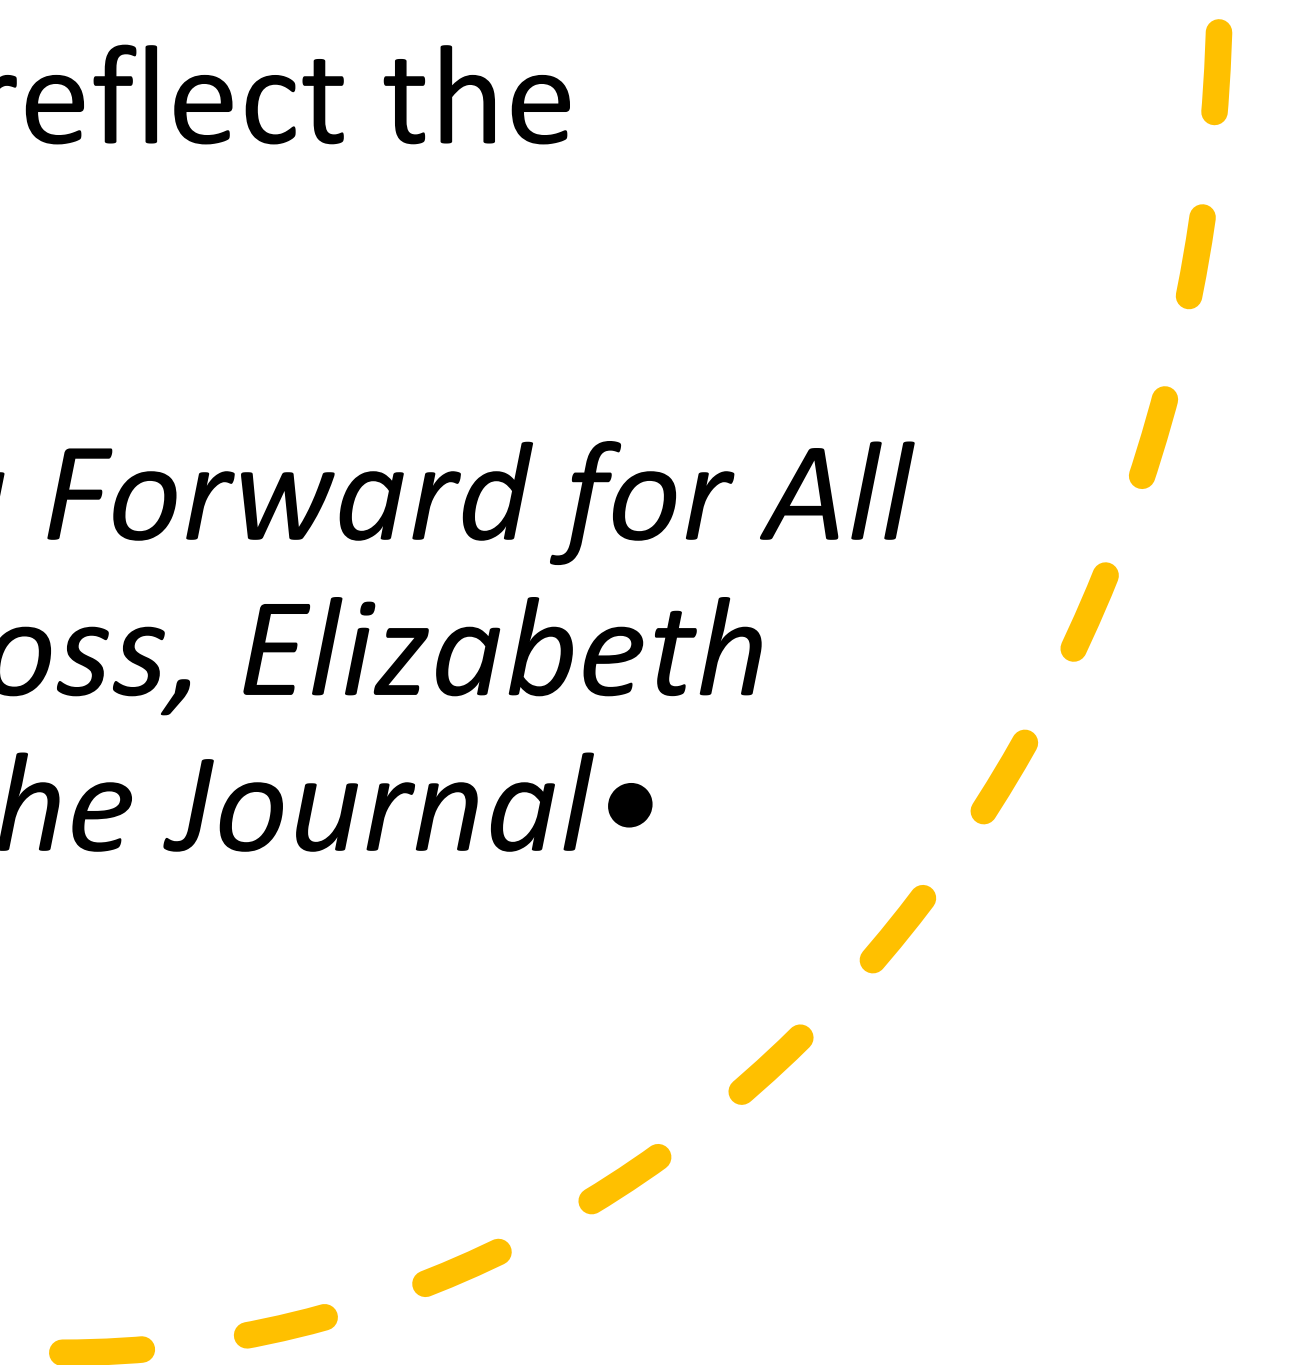 reflect the
Forward for All
oss, Elizabeth
he Journal•